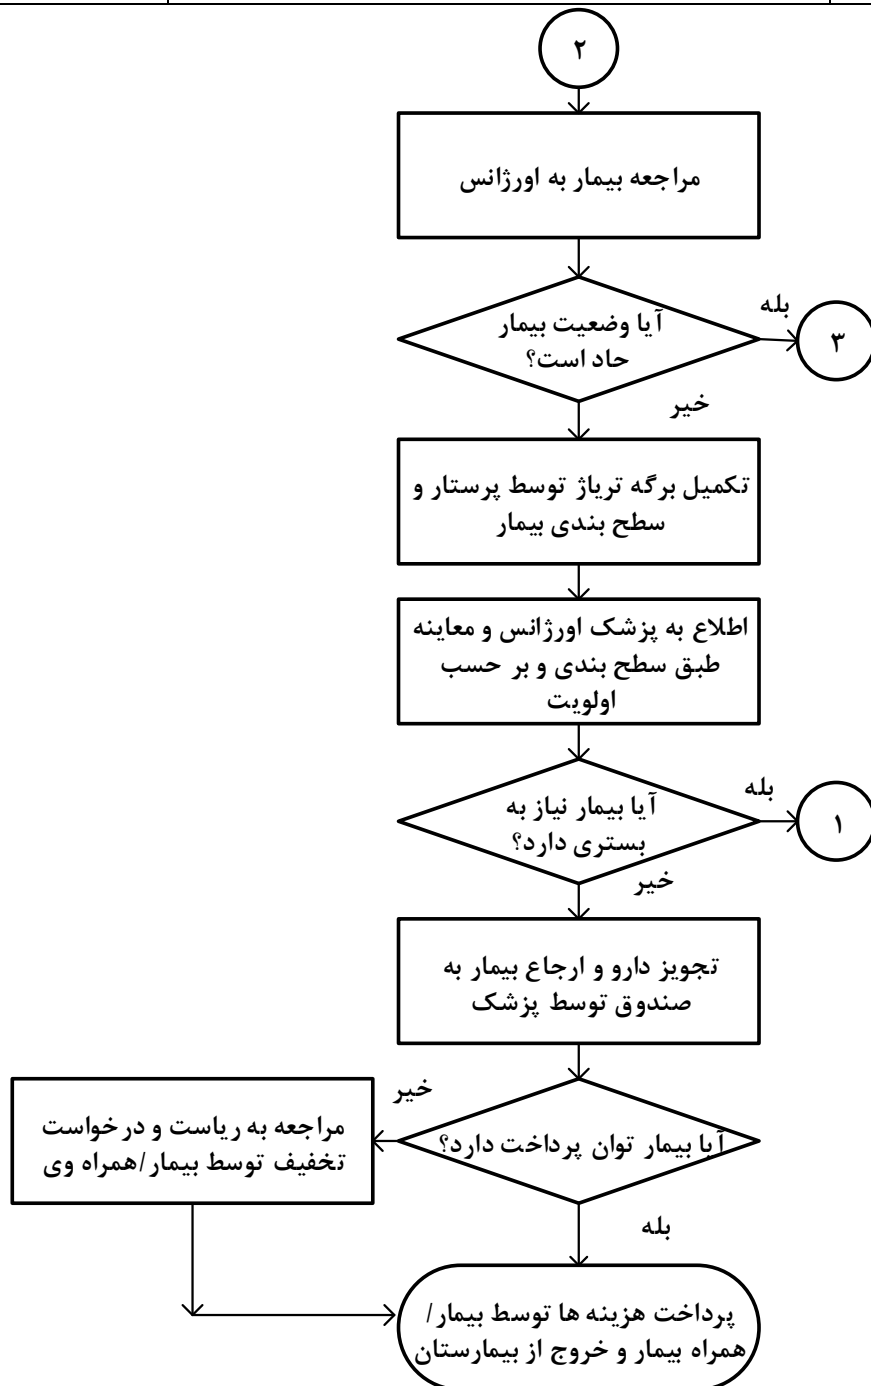 ۲
مراجعه بیمار به اورژانس
آیا وضعیت بیمار
حاد است؟
بله
۳
خیر
تکمیل برگه تریاژ توسط پرستار و
سطح بندی بیمار
اطلاع به پزشک اورژانس و معاینه
طبق سطح بندی و بر حسب
اولویت
آیا بیمار نیاز به
بستری دارد؟
بله
۱
خیر
تجویز دارو و ارجاع بیمار به
صندوق توسط پزشک
آیا بیمار توان پرداخت دارد؟
خیر
مراجعه به ریاست و درخواست
تخفیف توسط بیمار/همراه وی
بله
پرداخت هزینه ها توسط بیمار/
همراه بیمار و خروج از بیمارستان